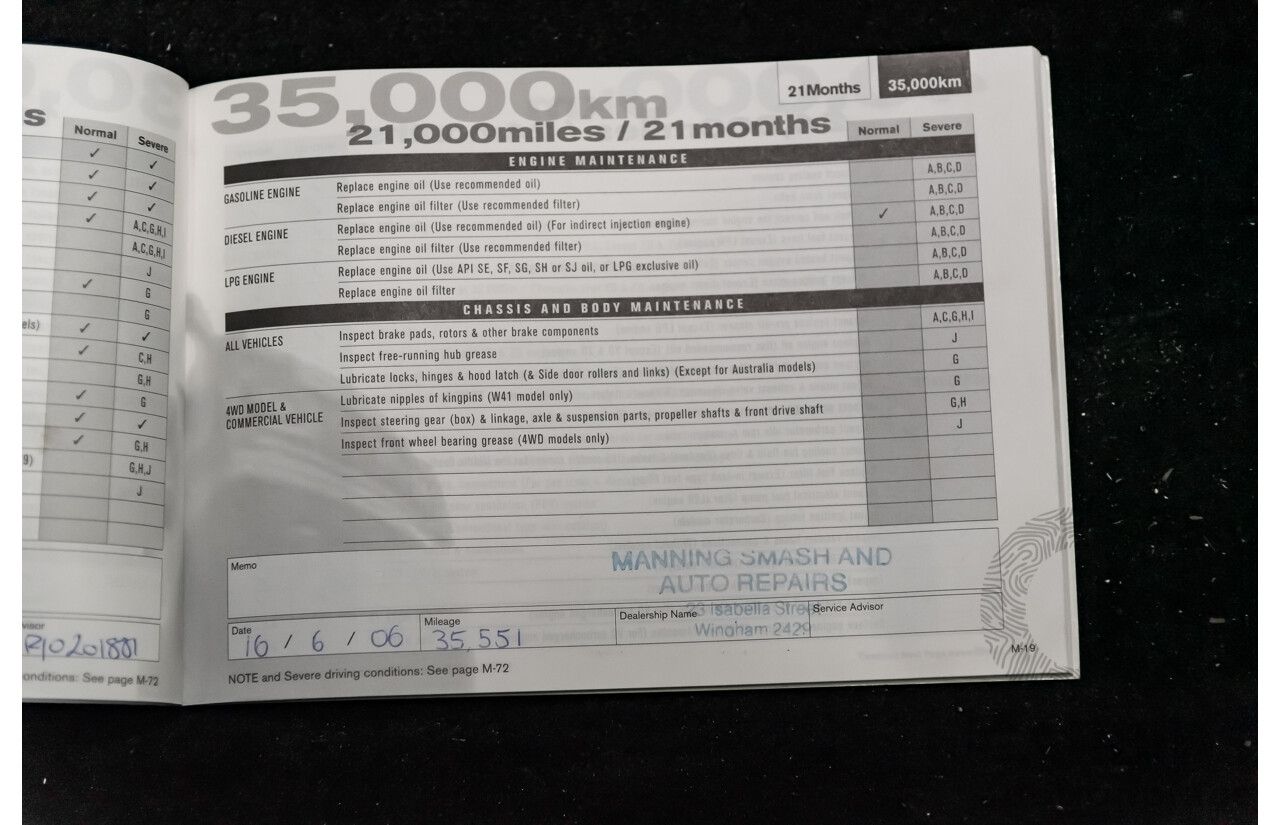 s
Normal Severe
✓ ✓
✓ ✓
✓ ✓
✓ A,C,G,H,I
A,C,G,H,I
J
✓ G
G
els) ✓ ✓
✓ C,H
G,H
✓ G
✓ ✓
✓ G,H
9) G,H,J
J
visor
R10201881
onditions: See page M-72
35,000km
21,000miles / 21months
21Months 35,000km
Normal Severe
ENGINE MAINTENANCE
GASOLINE ENGINE Replace engine oil (Use recommended oil) A,B,C,D
Replace engine oil filter (Use recommended filter) A,B,C,D
DIESEL ENGINE Replace engine oil (Use recommended oil) (For indirect injection engine) ✓ A,B,C,D
Replace engine oil filter (Use recommended filter) A,B,C,D
LPG ENGINE Replace engine oil (Use API SE, SF, SG, SH or SJ oil, or LPG exclusive oil) A,B,C,D
Replace engine oil filter A,B,C,D
CHASSIS AND BODY MAINTENANCE
ALL VEHICLES Inspect brake pads, rotors & other brake components A,C,G,H,I
Inspect free-running hub grease J
Lubricate locks, hinges & hood latch (& Side door rollers and links) (Except for Australia models) G
4WD MODEL & COMMERCIAL VEHICLE Lubricate nipples of kingpins (W41 model only) G
Inspect steering gear (box) & linkage, axle & suspension parts, propeller shafts & front drive shaft G,H
Inspect front wheel bearing grease (4WD models only) J
Memo
MANNING SMASH AND
AUTO REPAIRS
23 Isabella Street
Wingham 2429
Date 16 / 6 / 06 Mileage 35,551 Dealership Name Service Advisor
NOTE and Severe driving conditions: See page M-72
M-19